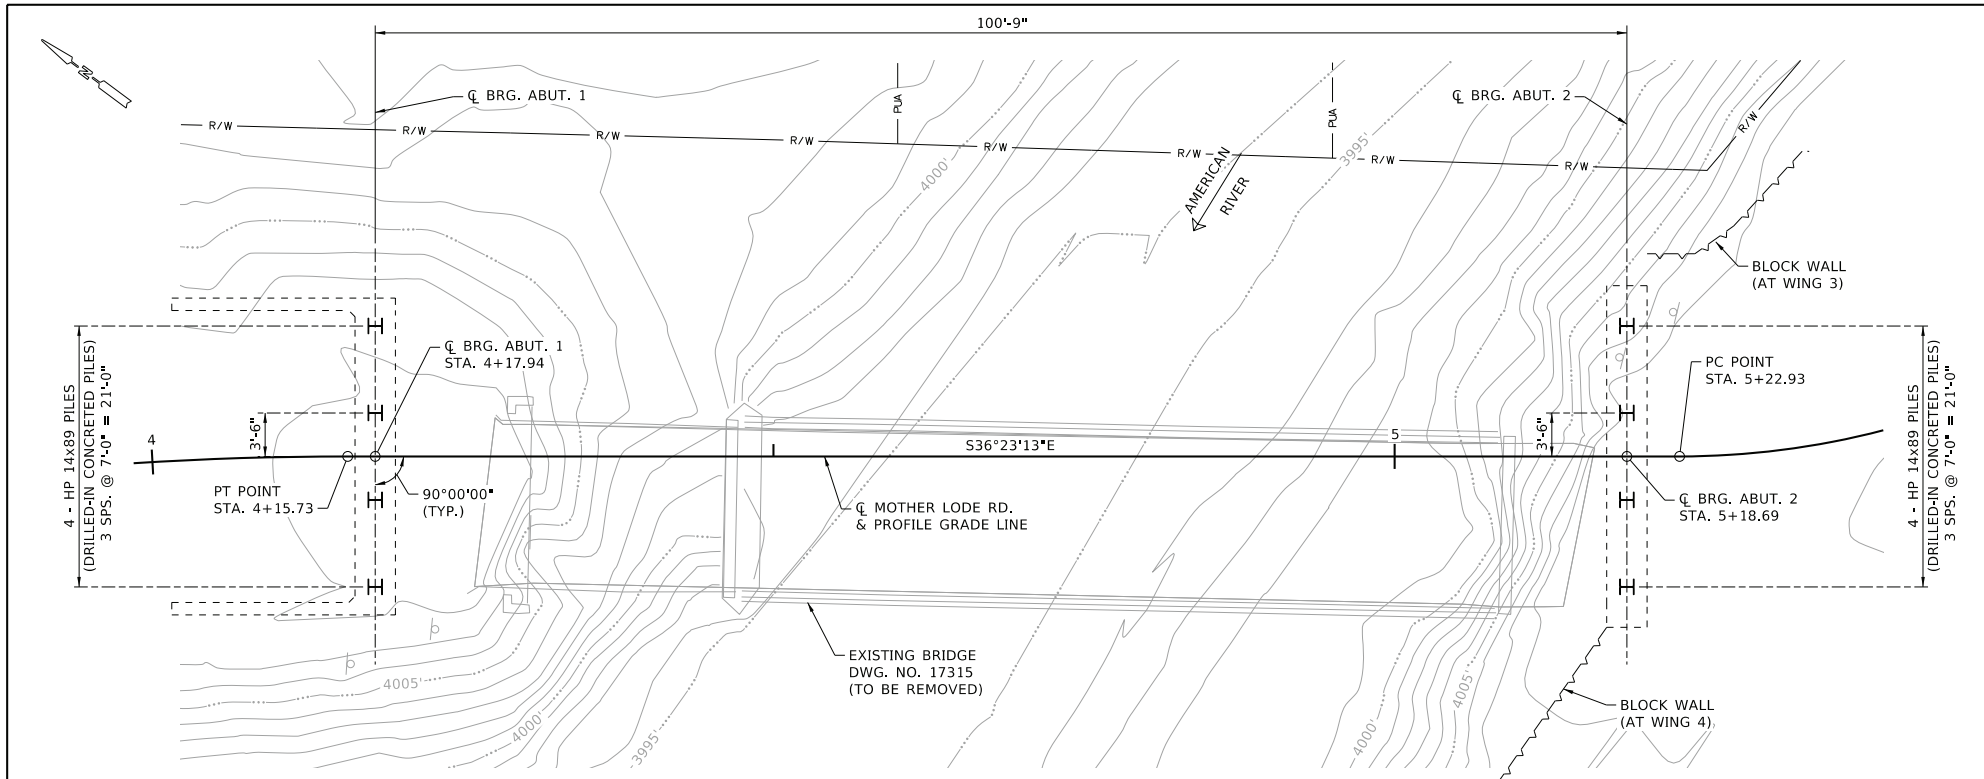 100'-9"
N
℄ BRG. ABUT. 1
℄ BRG. ABUT. 2
PUA
PUA
R/W
R/W
R/W
R/W
R/W
R/W
R/W
R/W
R/W
4000'
3995'
AMERICAN
RIVER
BLOCK WALL
(AT WING 3)
℄ BRG. ABUT. 1
STA. 4+17.94
PC POINT
STA. 5+22.93
4 - HP 14x89 PILES
(DRILLED-IN CONCRETED PILES)
3 SPS. @ 7'-0" = 21'-0"
3'-6"
4
S36°23'13"E
5
3'-6"
4 - HP 14x89 PILES
(DRILLED-IN CONCRETED PILES)
3 SPS. @ 7'-0" = 21'-0"
PT POINT
STA. 4+15.73
90°00'00"
(TYP.)
℄ MOTHER LODE RD.
& PROFILE GRADE LINE
℄ BRG. ABUT. 2
STA. 5+18.69
EXISTING BRIDGE
DWG. NO. 17315
(TO BE REMOVED)
4005'
4000'
3995'
4000'
4005'
BLOCK WALL
(AT WING 4)